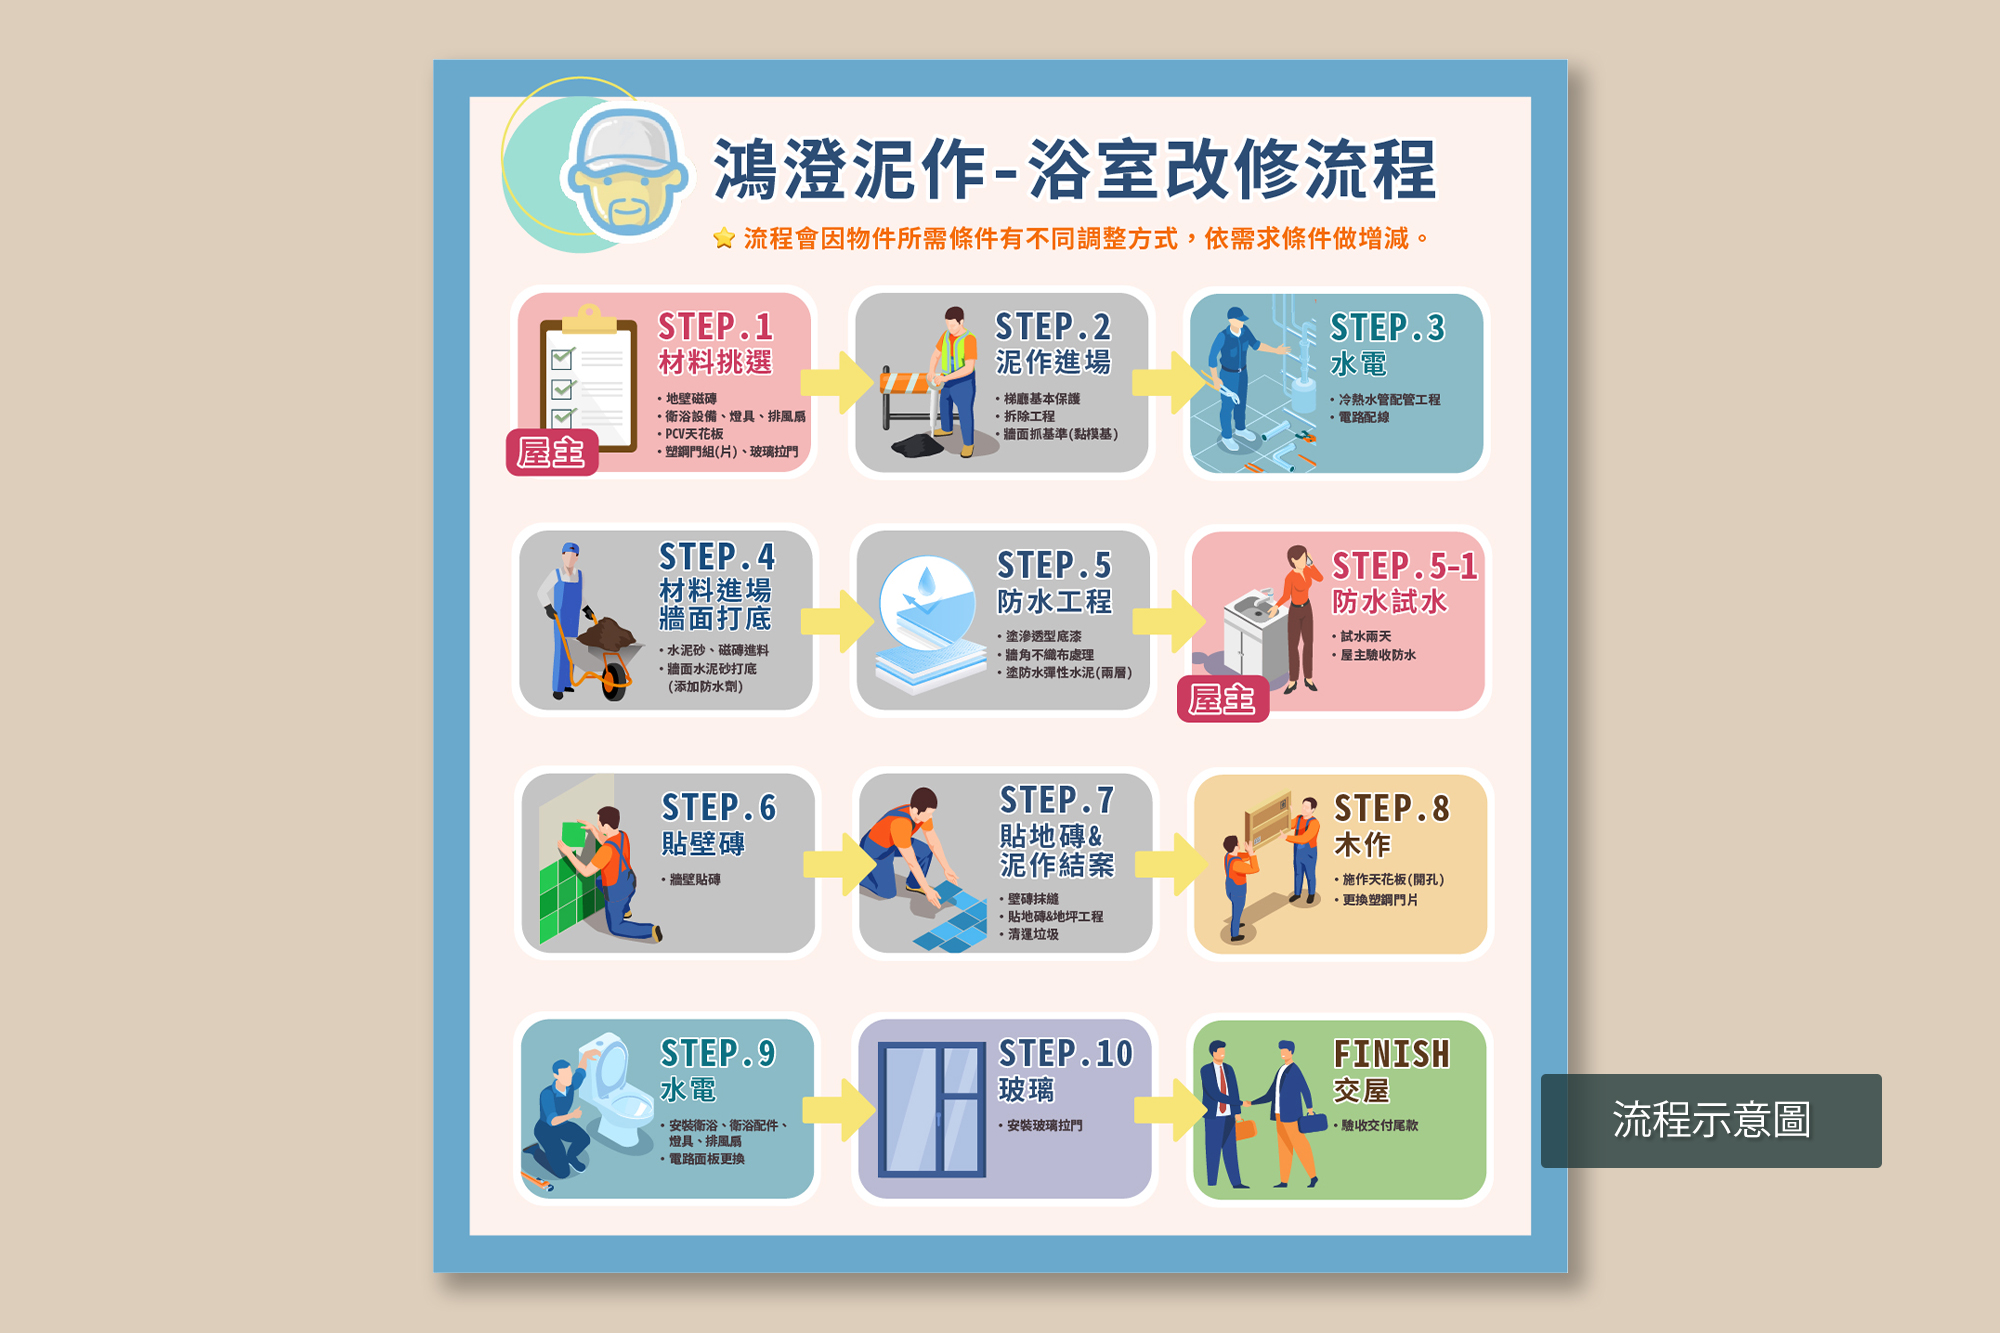 鴻澄泥作-浴室改修流程
流程會因物件所需條件有不同調整方式，依需求條件做增減。
STEP.1
材料挑選
・地壁磁磚
・衛浴設備、燈具、排風扇
・PCV天花板
・塑鋼門組(片)、玻璃拉門
屋主
STEP.2
泥作進場
・梯廳基本保護
・拆除工程
・牆面抓基準(黏模基)
STEP.3
水電
・冷熱水管配管工程
・電路配線
STEP.4
材料進場
牆面打底
・水泥砂、磁磚進料
・牆面水泥砂打底
(添加防水劑)
STEP.5
防水工程
・塗滲透型底漆
・牆角不織布處理
・塗防水彈性水泥(兩層)
STEP.5-1
防水試水
・試水兩天
・屋主驗收防水
屋主
STEP.6
貼壁磚
・牆壁貼磚
STEP.7
貼地磚&
泥作結案
・壁磚抹縫
・貼地磚&地坪工程
・清運垃圾
STEP.8
木作
・施作天花板(開孔)
・更換塑鋼門片
STEP.9
水電
・安裝衛浴、衛浴配件、
燈具、排風扇
・電路面板更換
STEP.10
玻璃
・安裝玻璃拉門
FINISH
交屋
・驗收交付尾款
流程示意圖